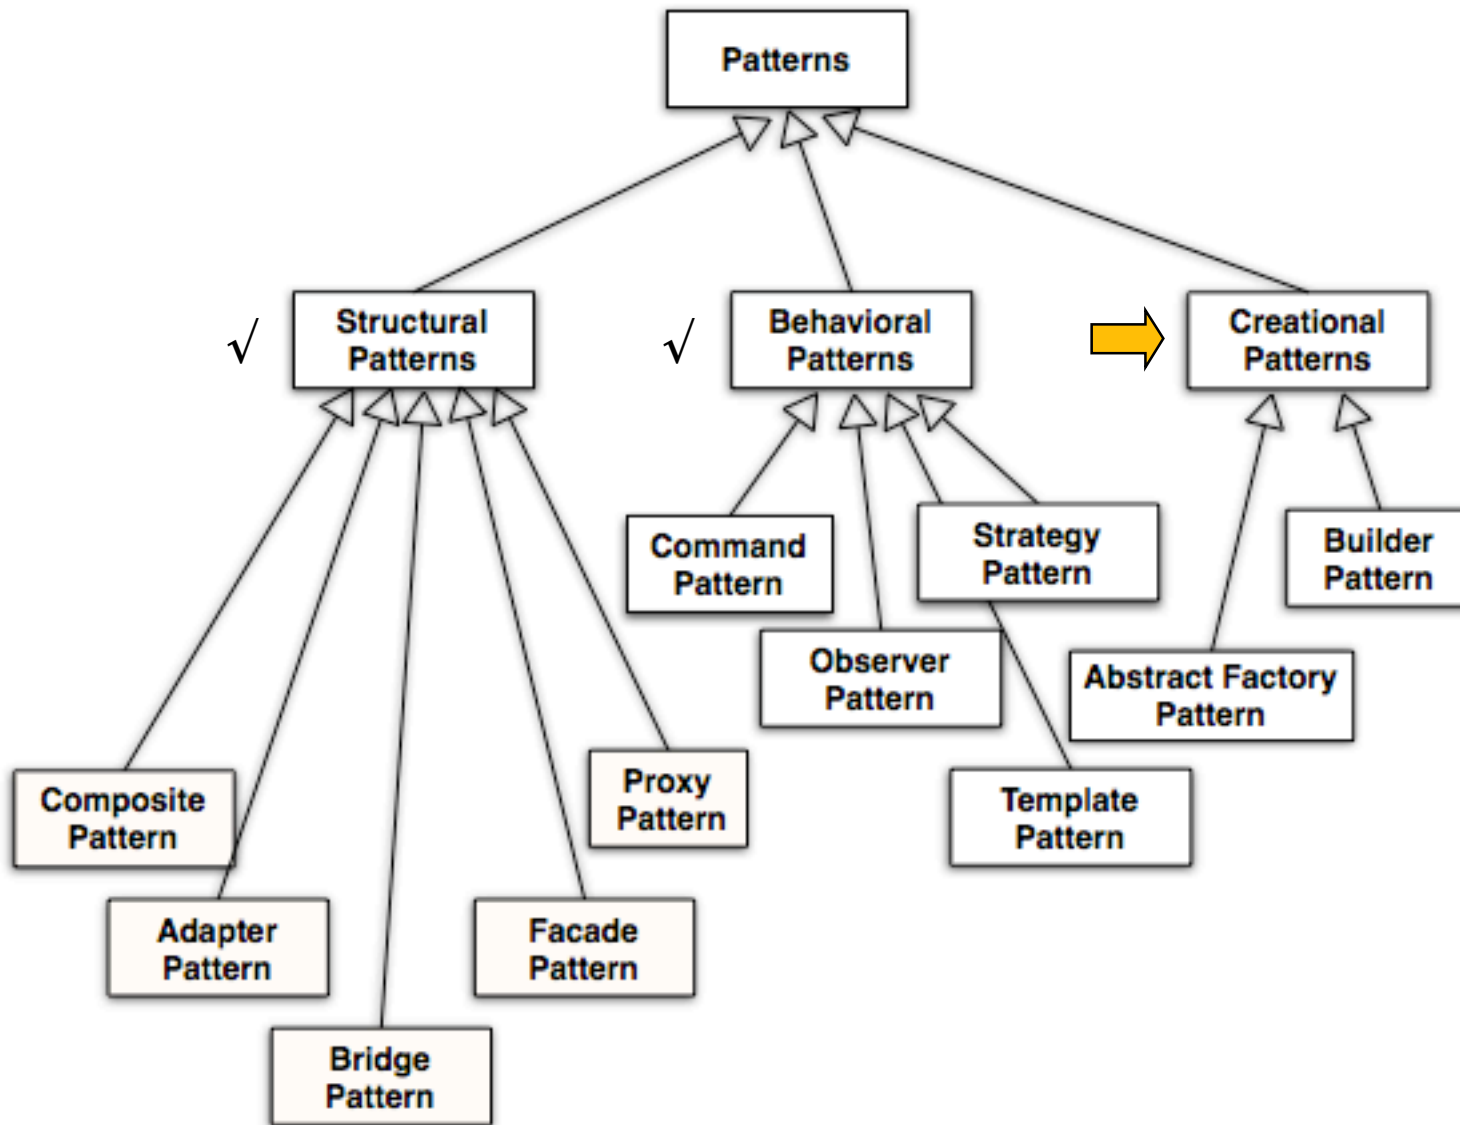 Patterns
√
Structural
Patterns
√
Behavioral
Patterns
Creational
Patterns
Command
Pattern
Strategy
Pattern
Builder
Pattern
Observer
Pattern
Abstract Factory
Pattern
Composite
Pattern
Proxy
Pattern
Template
Pattern
Adapter
Pattern
Facade
Pattern
Bridge
Pattern